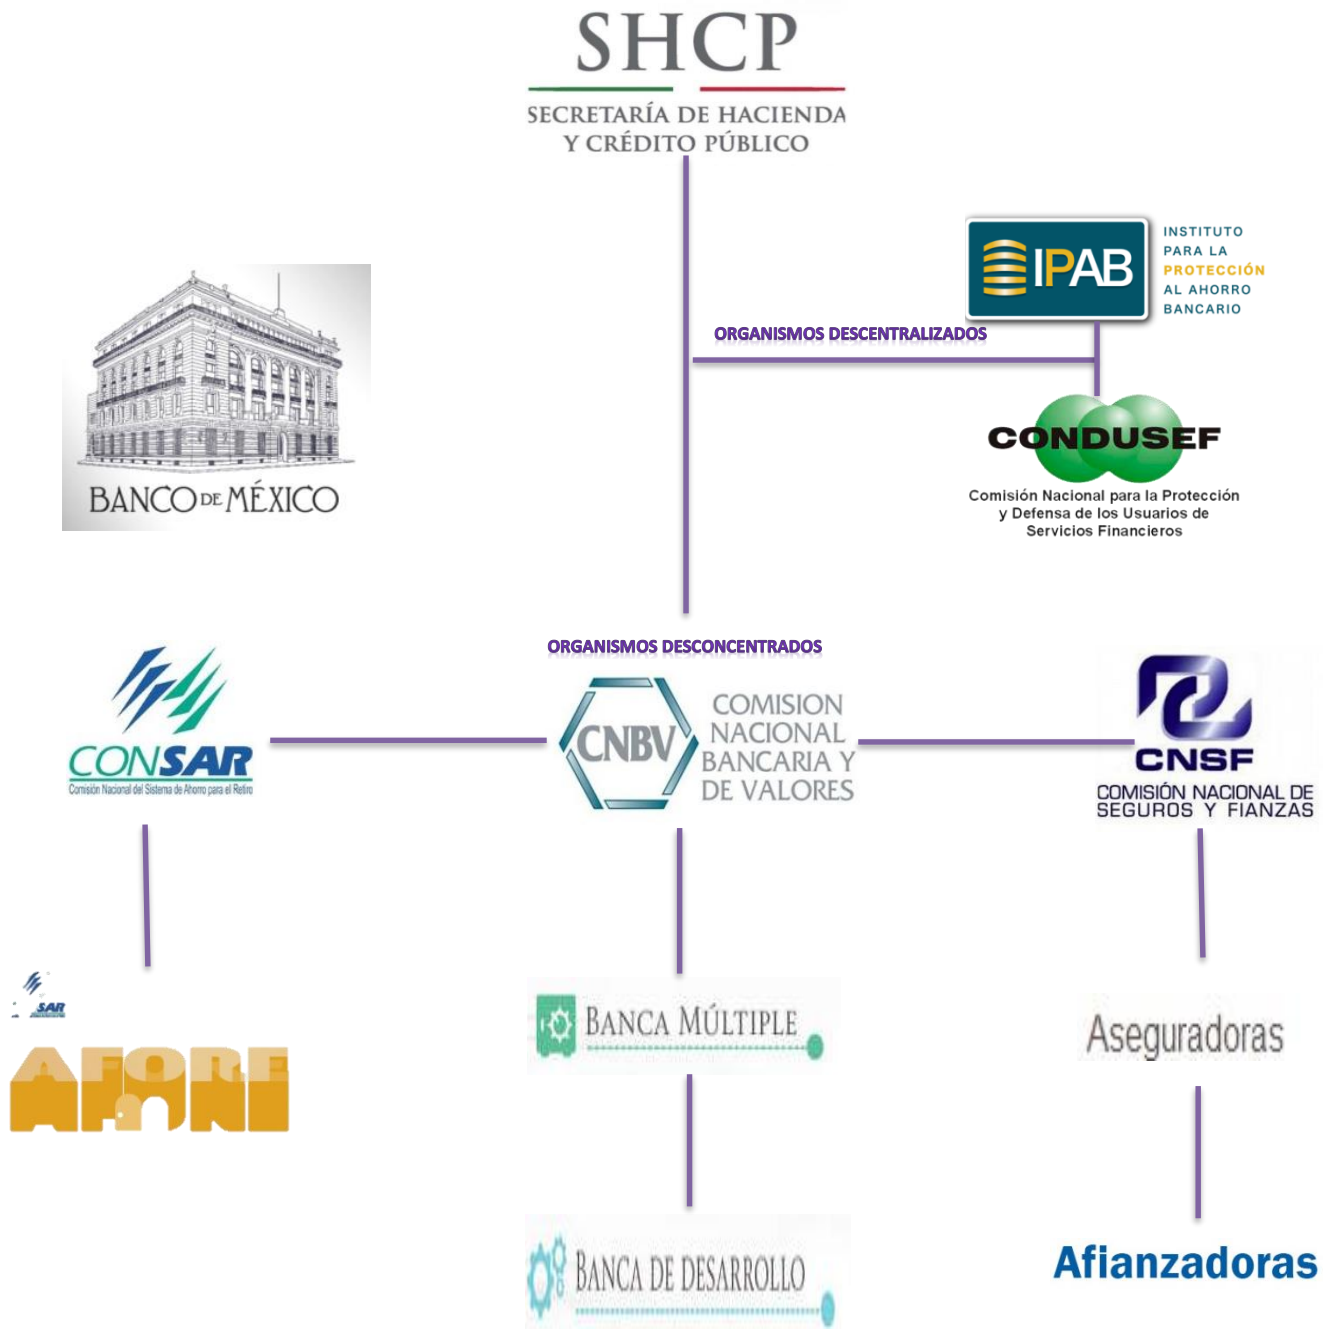 SHCP
SECRETARÍA DE HACIENDA
Y CRÉDITO PÚBLICO
IPAB
INSTITUTO
PARA LA
PROTECCIÓN
AL AHORRO
BANCARIO
ORGANISMOS DESCENTRALIZADOS
BANCO DE MÉXICO
CONDUSEF
Comisión Nacional para la Protección
y Defensa de los Usuarios de
Servicios Financieros
ORGANISMOS DESCONCENTRADOS
CONSAR
Comisión Nacional del Sistema de Ahorro para el Retiro
CNBV
COMISION
NACIONAL
BANCARIA Y
DE VALORES
CNSF
COMISIÓN NACIONAL DE
SEGUROS Y FIANZAS
SAR
AFORE
BANCA MÚLTIPLE
Aseguradoras
BANCA DE DESARROLLO
Afianzadoras